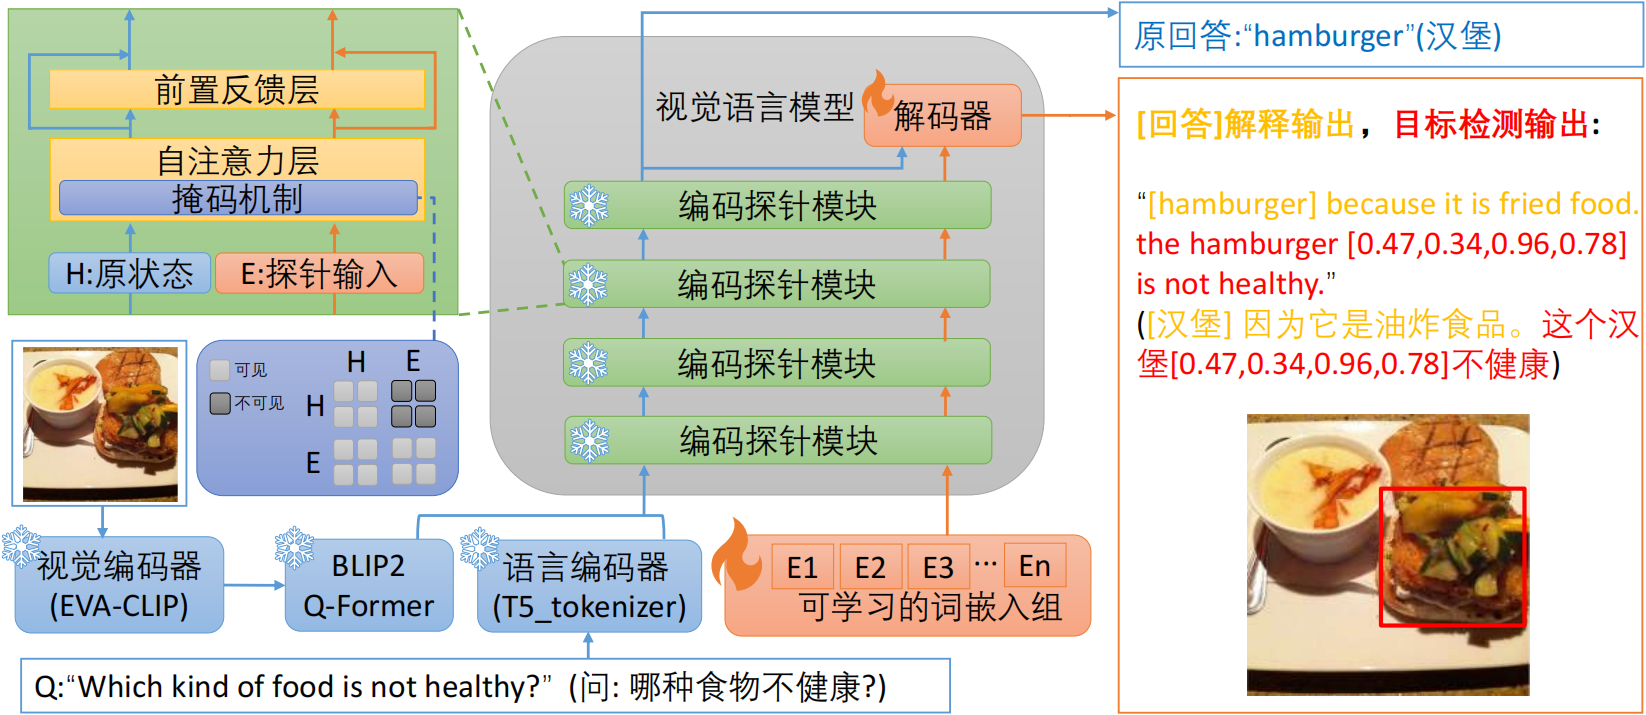 前置反馈层
自注意力层
掩码机制
H:原状态
E:探针输入
可见
不可见
H
E
H
E
视觉语言模型
解码器
编码探针模块
编码探针模块
编码探针模块
编码探针模块
视觉编码器
(EVA-CLIP)
BLIP2
Q-Former
语言编码器
(T5_tokenizer)
E1 E2 E3 ··· En
可学习的词嵌入组
Q:“Which kind of food is not healthy?” (问: 哪种食物不健康?)
原回答:“hamburger”(汉堡)
[回答]解释输出，目标检测输出:
“[hamburger] because it is fried food.
the hamburger [0.47,0.34,0.96,0.78]
is not healthy.”
([汉堡] 因为它是油炸食品。这个汉
堡[0.47,0.34,0.96,0.78]不健康)